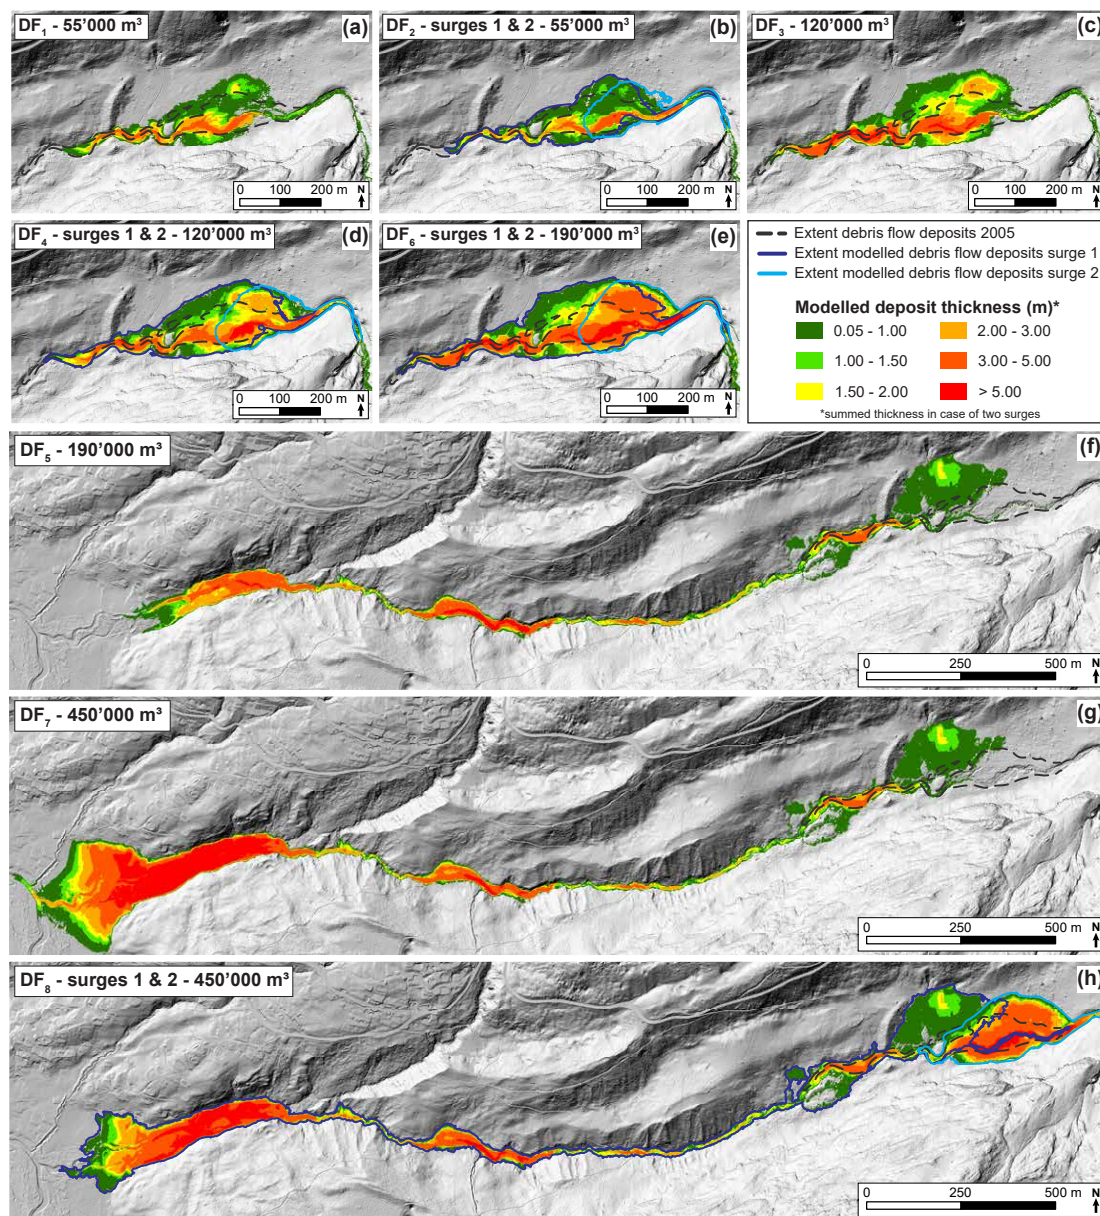 DF1 - 55'000 m³
(a)
0 100 200 m
N
DF2 - surges 1 & 2 - 55'000 m³
(b)
0 100 200 m
N
DF3 - 120'000 m³
(c)
0 100 200 m
N
DF4 - surges 1 & 2 - 120'000 m³
(d)
0 100 200 m
N
DF6 - surges 1 & 2 - 190'000 m³
(e)
0 100 200 m
N
Extent debris flow deposits 2005
Extent modelled debris flow deposits surge 1
Extent modelled debris flow deposits surge 2
Modelled deposit thickness (m)*
0.05 - 1.00 2.00 - 3.00
1.00 - 1.50 3.00 - 5.00
1.50 - 2.00 > 5.00
*summed thickness in case of two surges
DF5 - 190'000 m³
(f)
0 250 500 m
N
DF7 - 450'000 m³
(g)
0 250 500 m
N
DF8 - surges 1 & 2 - 450'000 m³
(h)
0 250 500 m
N